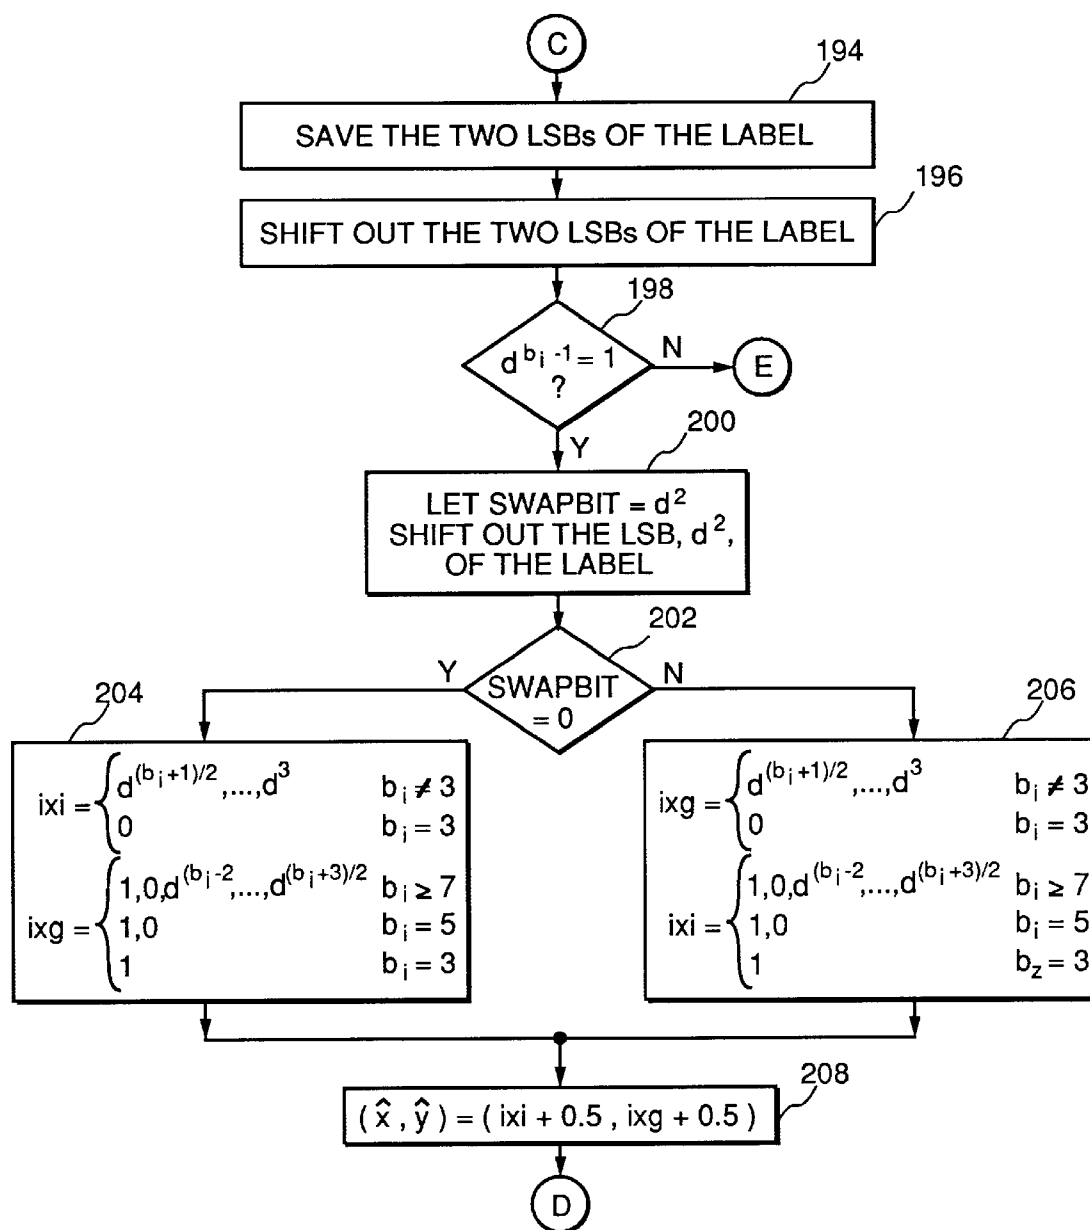 C
194
SAVE THE TWO LSBs OF THE LABEL
196
SHIFT OUT THE TWO LSBs OF THE LABEL
198
d^{b_i -1} = 1
?
N
E
Y
200
LET SWAPBIT = d^2
SHIFT OUT THE LSB, d^2,
OF THE LABEL
202
Y
SWAPBIT
= 0
N
204
ixi = { d^{(b_i+1)/2},...,d^3 b_i ≠ 3
0 b_i = 3
ixg = { 1,0,d^{(b_i-2},...,d^{(b_i+3)/2} b_i ≥ 7
1,0 b_i = 5
1 b_i = 3
206
ixg = { d^{(b_i+1)/2},...,d^3 b_i ≠ 3
0 b_i = 3
ixi = { 1,0,d^{(b_i-2},...,d^{(b_i+3)/2} b_i ≥ 7
1,0 b_i = 5
1 b_z = 3
208
( x̂ , ŷ ) = ( ixi + 0.5 , ixg + 0.5 )
D